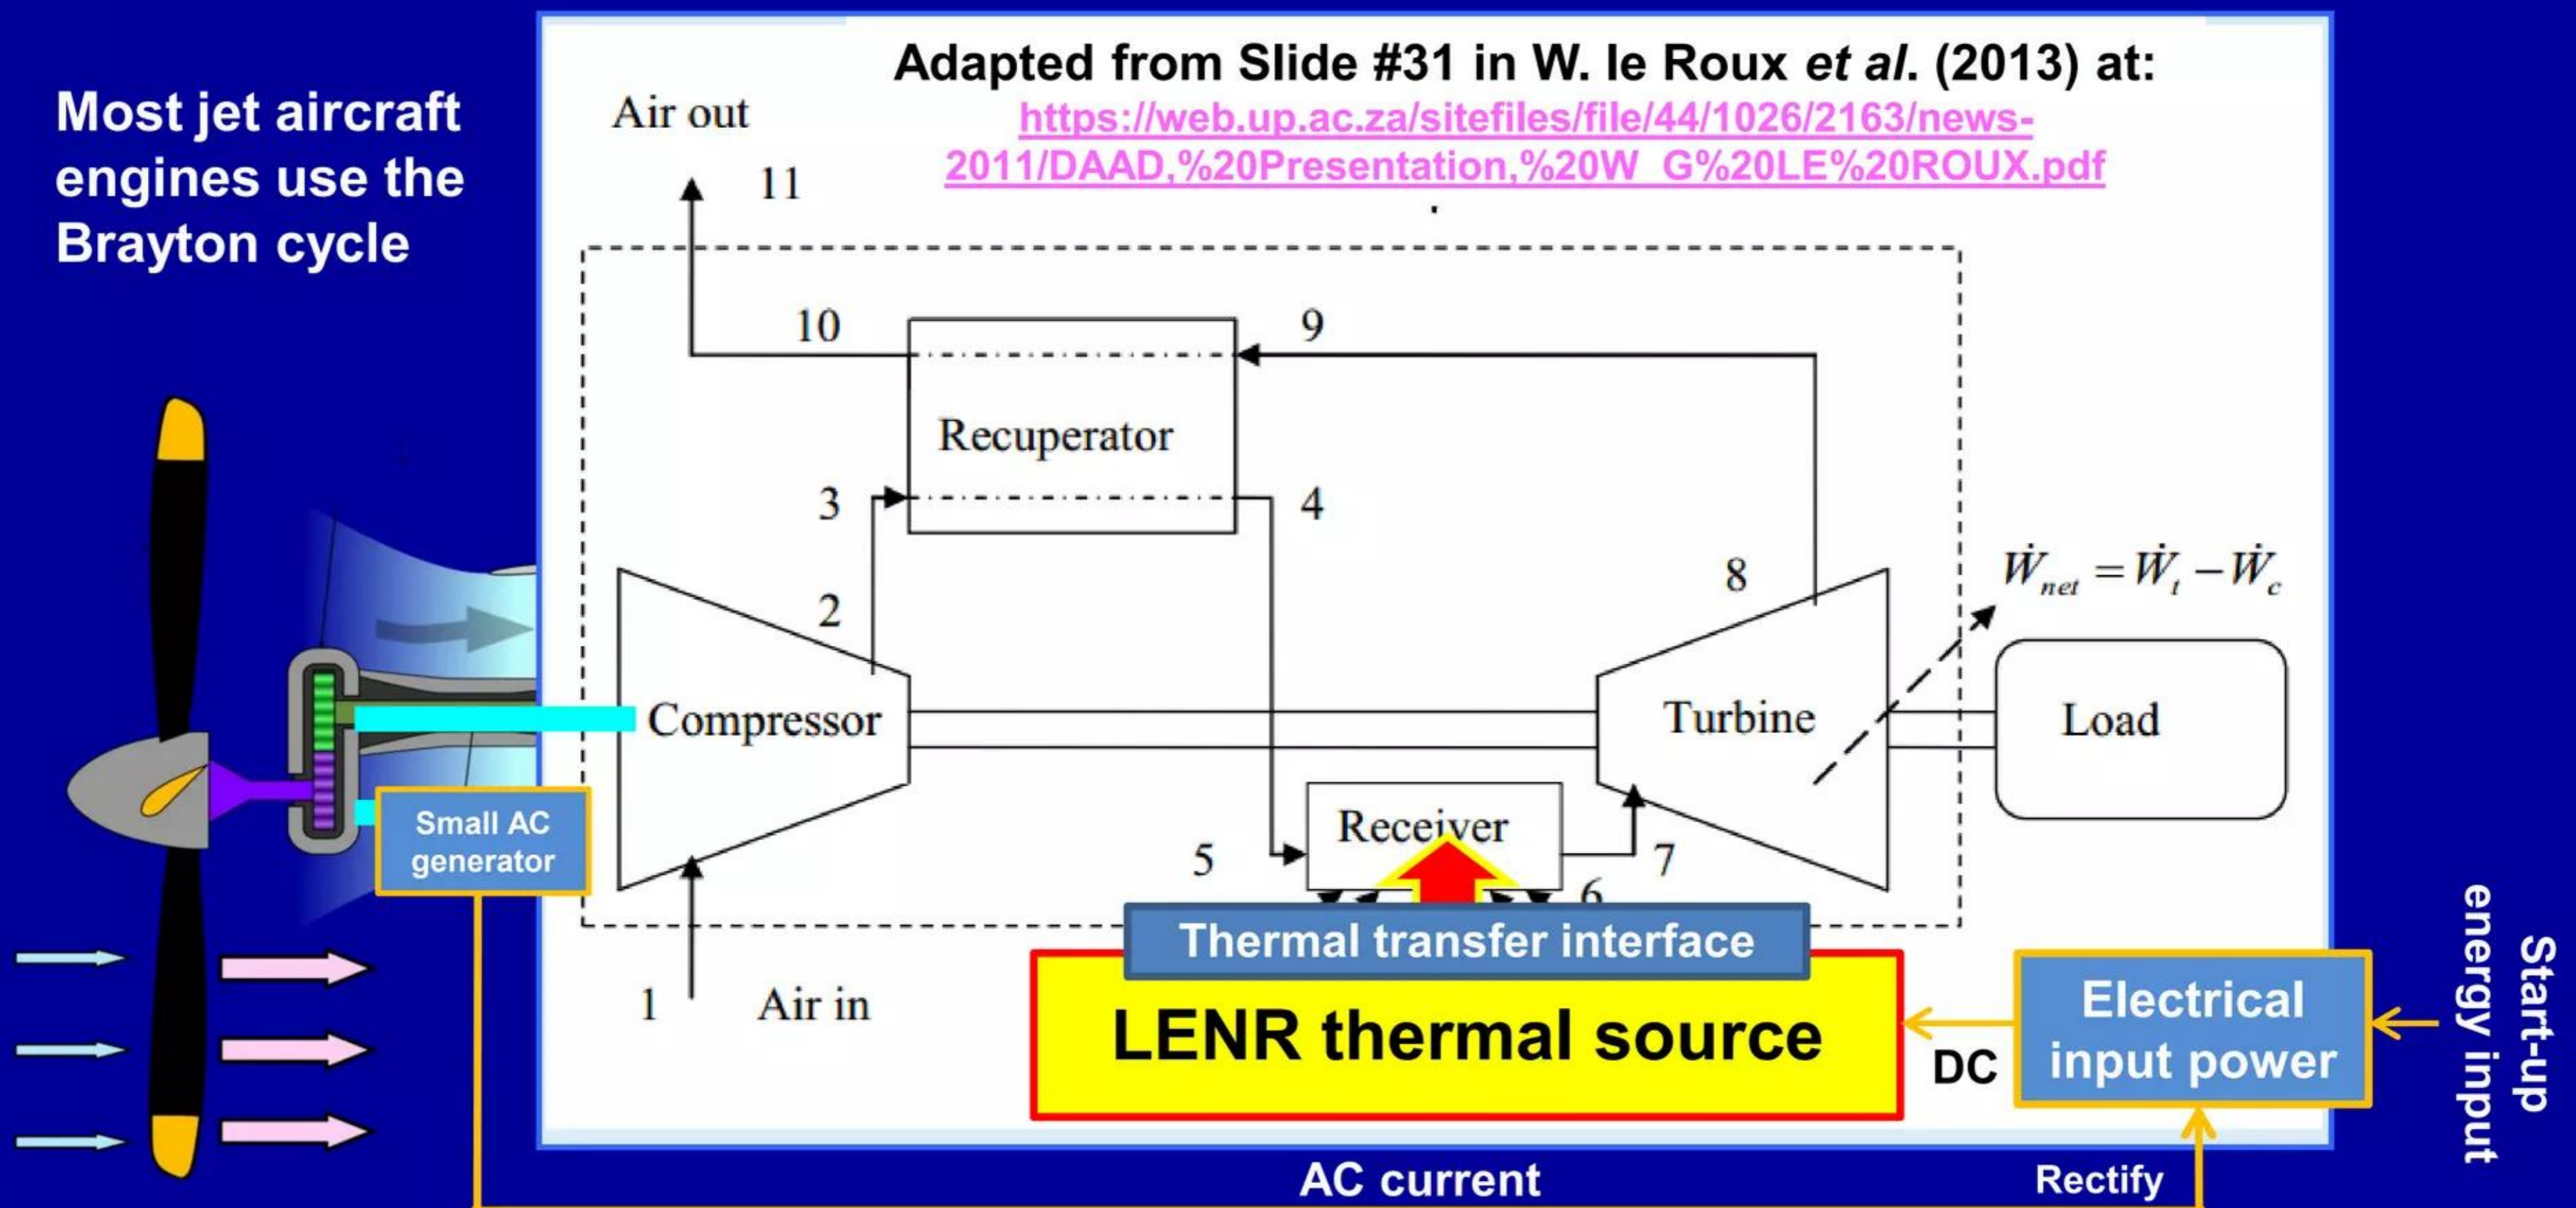 Most jet aircraft
engines use the
Brayton cycle
Adapted from Slide #31 in W. le Roux et al. (2013) at:
https://web.up.ac.za/sitefiles/file/44/1026/2163/news-
2011/DAAD,%20Presentation,%20W_G%20LE%20ROUX.pdf
.
Air out
11
10
9
Recuperator
3
4
2
8
Ẇnet = Ẇt − Ẇc
Compressor
Turbine
Load
Small AC
generator
Receiver
5
7
6
Thermal transfer interface
1
Air in
LENR thermal source
DC
Electrical
input power
Start-up
energy input
AC current
Rectify